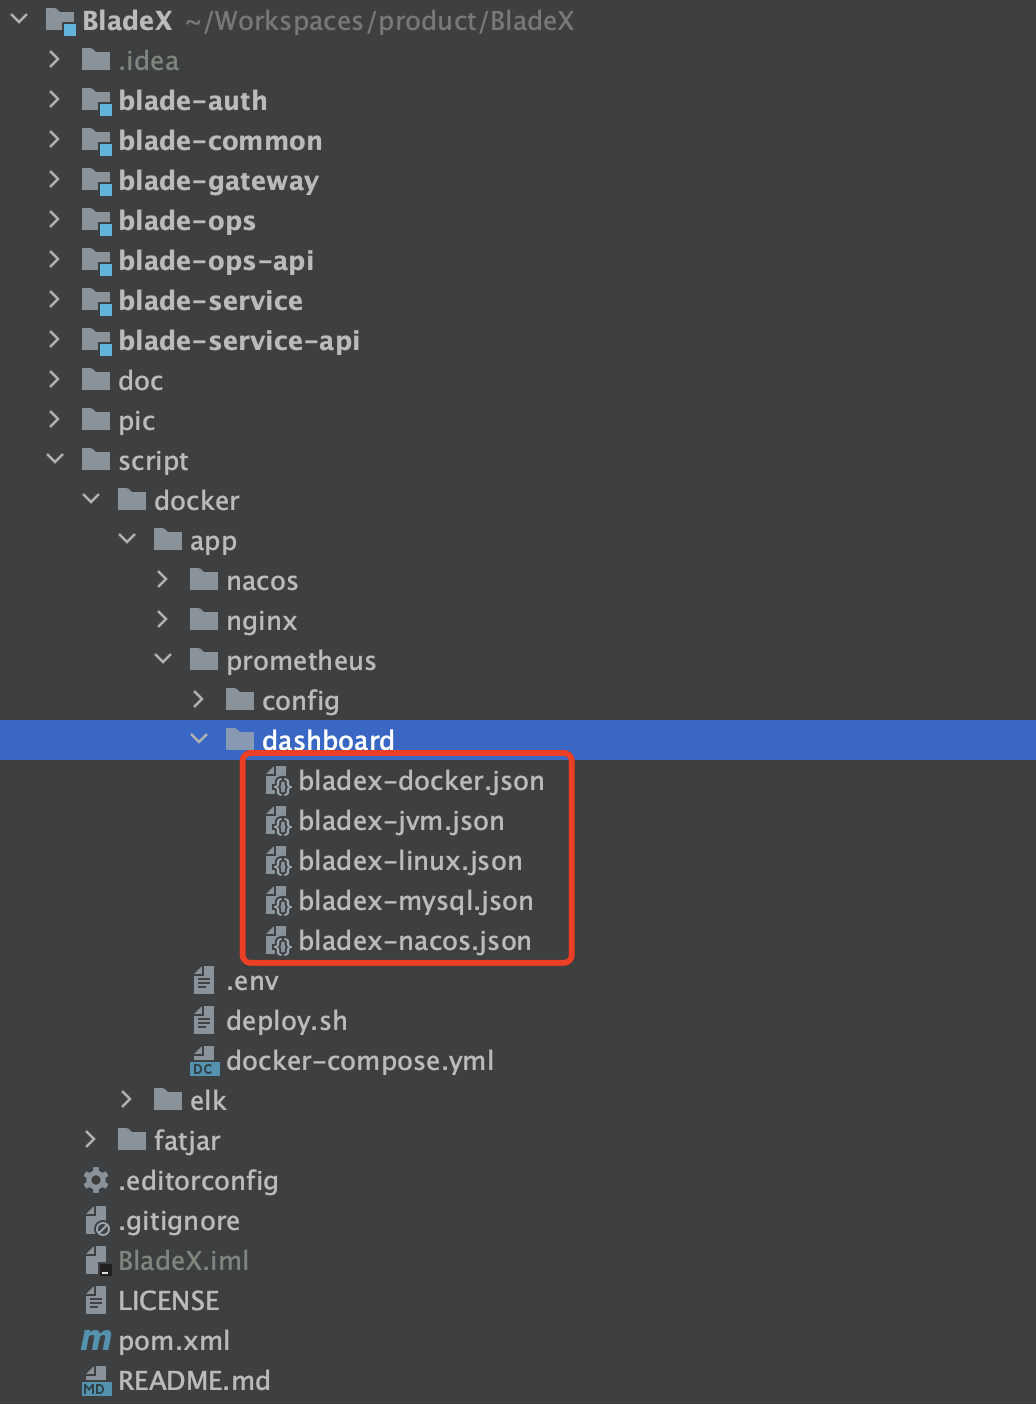 BladeX ~/Workspaces/product/BladeX
.idea
blade-auth
blade-common
blade-gateway
blade-ops
blade-ops-api
blade-service
blade-service-api
doc
pic
script
docker
app
nacos
nginx
prometheus
config
dashboard
bladex-docker.json
bladex-jvm.json
bladex-linux.json
bladex-mysql.json
bladex-nacos.json
.env
deploy.sh
DC docker-compose.yml
elk
fatjar
.editorconfig
.gitignore
BladeX.iml
LICENSE
m pom.xml
MD README.md